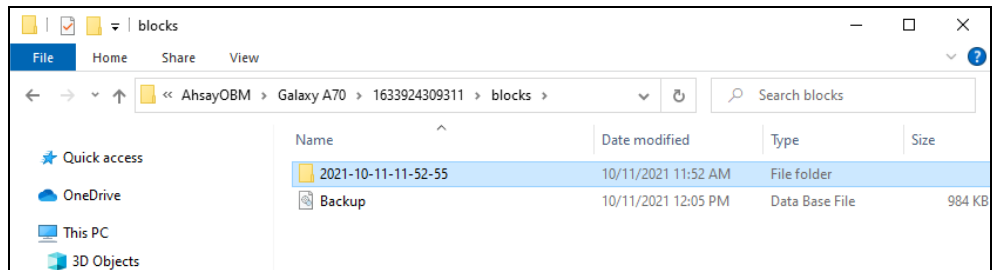 blocks
File Home Share View
« AhsayOBM > Galaxy A70 > 1633924309311 > blocks > Search blocks
Name Date modified Type Size
Quick access
2021-10-11-11-52-55 10/11/2021 11:52 AM File folder
OneDrive
Backup 10/11/2021 12:05 PM Data Base File 984 KB
This PC
3D Objects